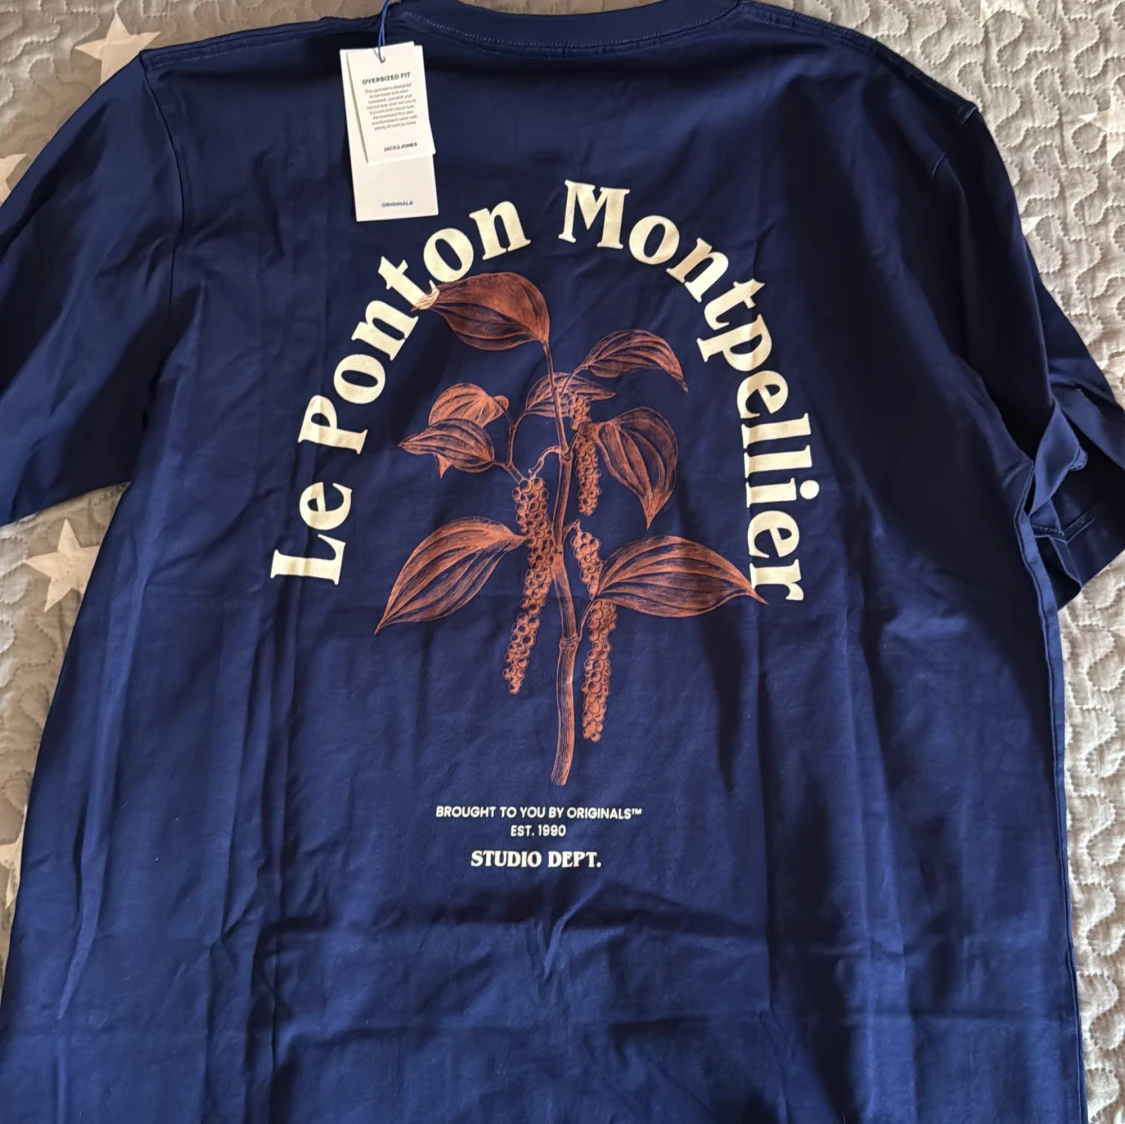 OVERSIZED FIT
JACK & JONES
ORIGINALS
Le Ponton Montpellier
BROUGHT TO YOU BY ORIGINALS™
EST. 1990
STUDIO DEPT.